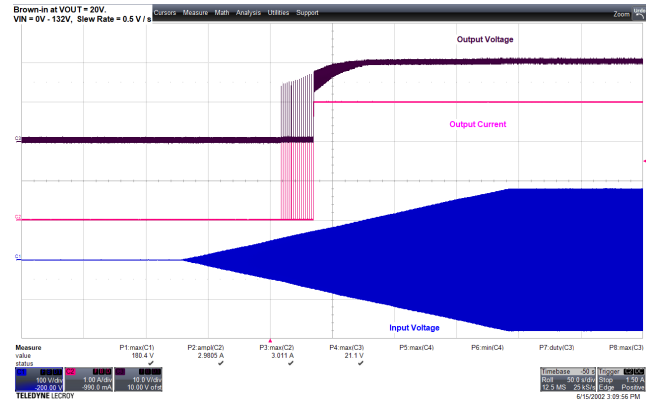 Brown-in at VOUT = 20V.
VIN = 0V - 132V, Slew Rate = 0.5 V / s
Cursors Measure Math Analysis Utilities Support
Zoom Undo
Output Voltage
C3
Output Current
C2
C1
Input Voltage
Measure P1:max(C1) P2:ampl(C2) P3:max(C2) P4:max(C3) P5:max(C4) P6:min(C4) P7:duty(C3) P8:max(C3)
value 180.4 V 2.9805 A 3.011 A 21.1 V
status
100 V/div 1.00 A/div 10.0 V/div Timebase -50 s Trigger
-200.00 V -990.0 mA 10.00 V ofst Roll 50.0 s/div Stop 1.50 A
12.5 MS 25 kS/s Edge Positive
TELEDYNE LECROY 6/15/2002 3:09:56 PM